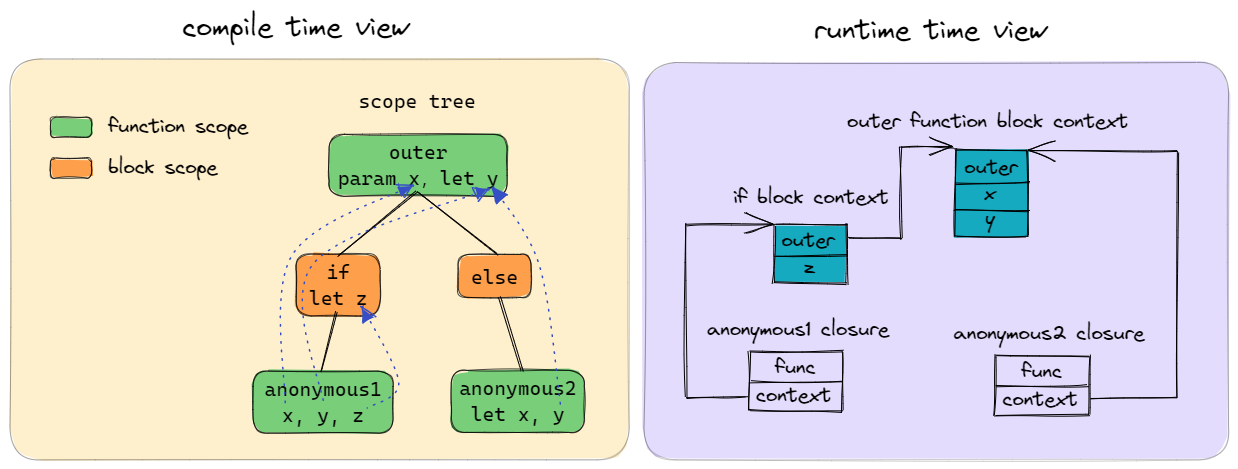 compile time view
runtime time view
function scope
block scope
scope tree
outer
param x, let y
if
let z
else
anonymous1
x, y, z
anonymous2
let x, y
outer function block context
outer
x
y
if block context
outer
z
anonymous1 closure
func
context
anonymous2 closure
func
context